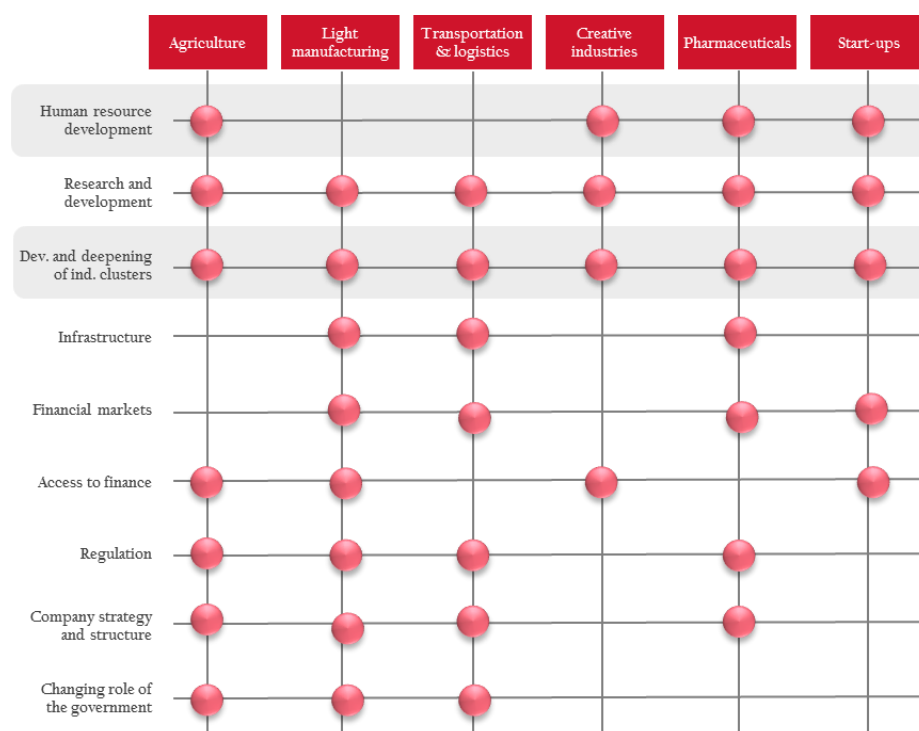 Agriculture
Light
manufacturing
Transportation
& logistics
Creative
industries
Pharmaceuticals
Start-ups
Human resource
development
Research and
development
Dev. and deepening
of ind. clusters
Infrastructure
Financial markets
Access to finance
Regulation
Company strategy
and structure
Changing role of
the government